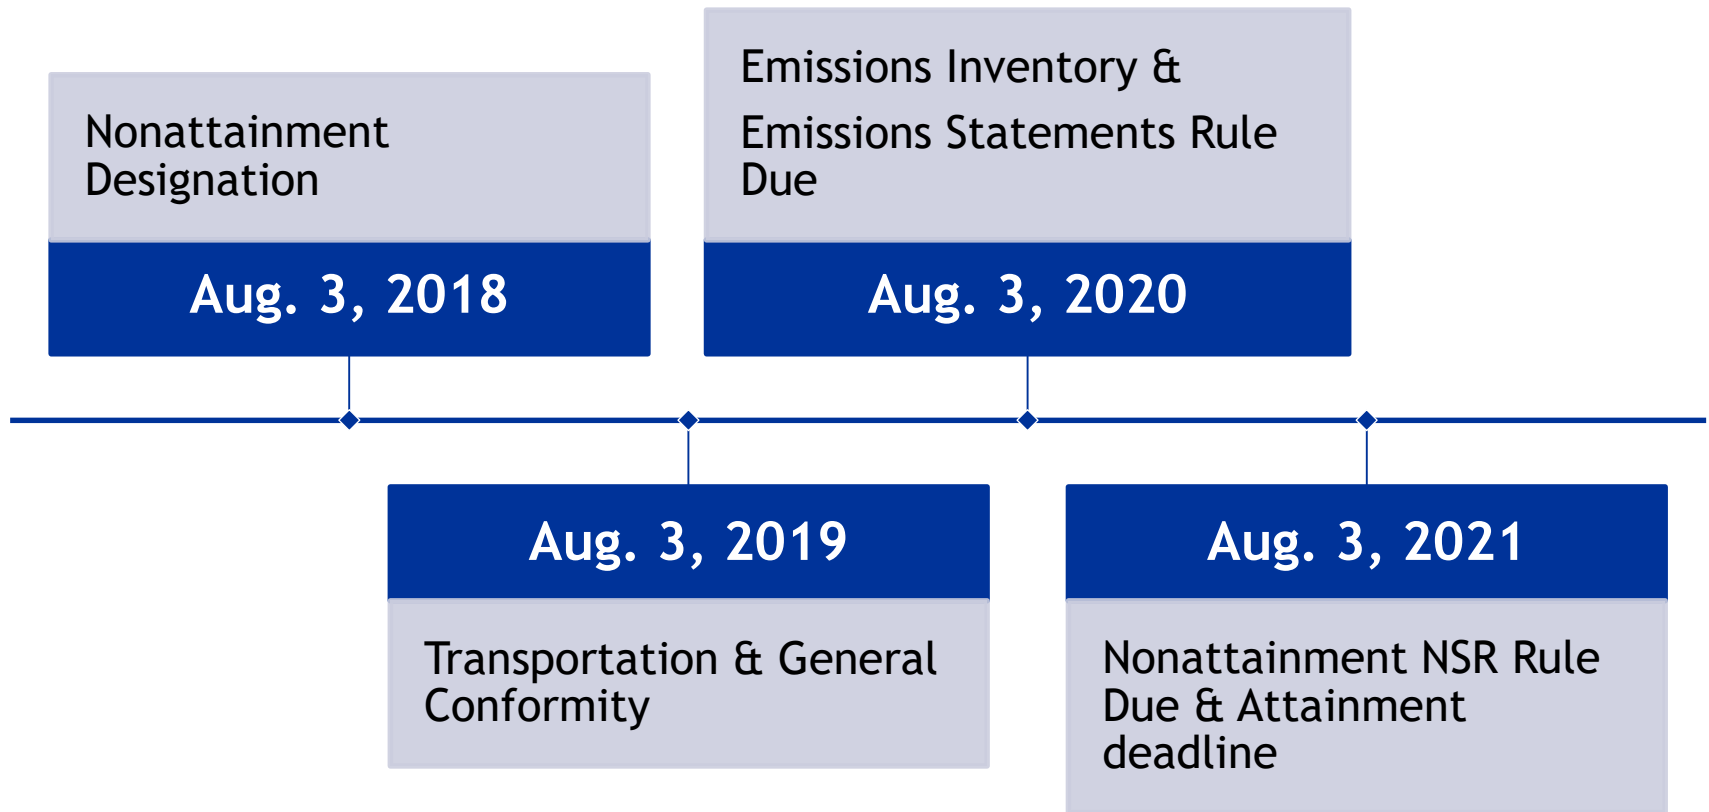 Nonattainment
Designation
Aug. 3, 2018
Emissions Inventory &
Emissions Statements Rule
Due
Aug. 3, 2020
Aug. 3, 2019
Transportation & General
Conformity
Aug. 3, 2021
Nonattainment NSR Rule
Due & Attainment
deadline